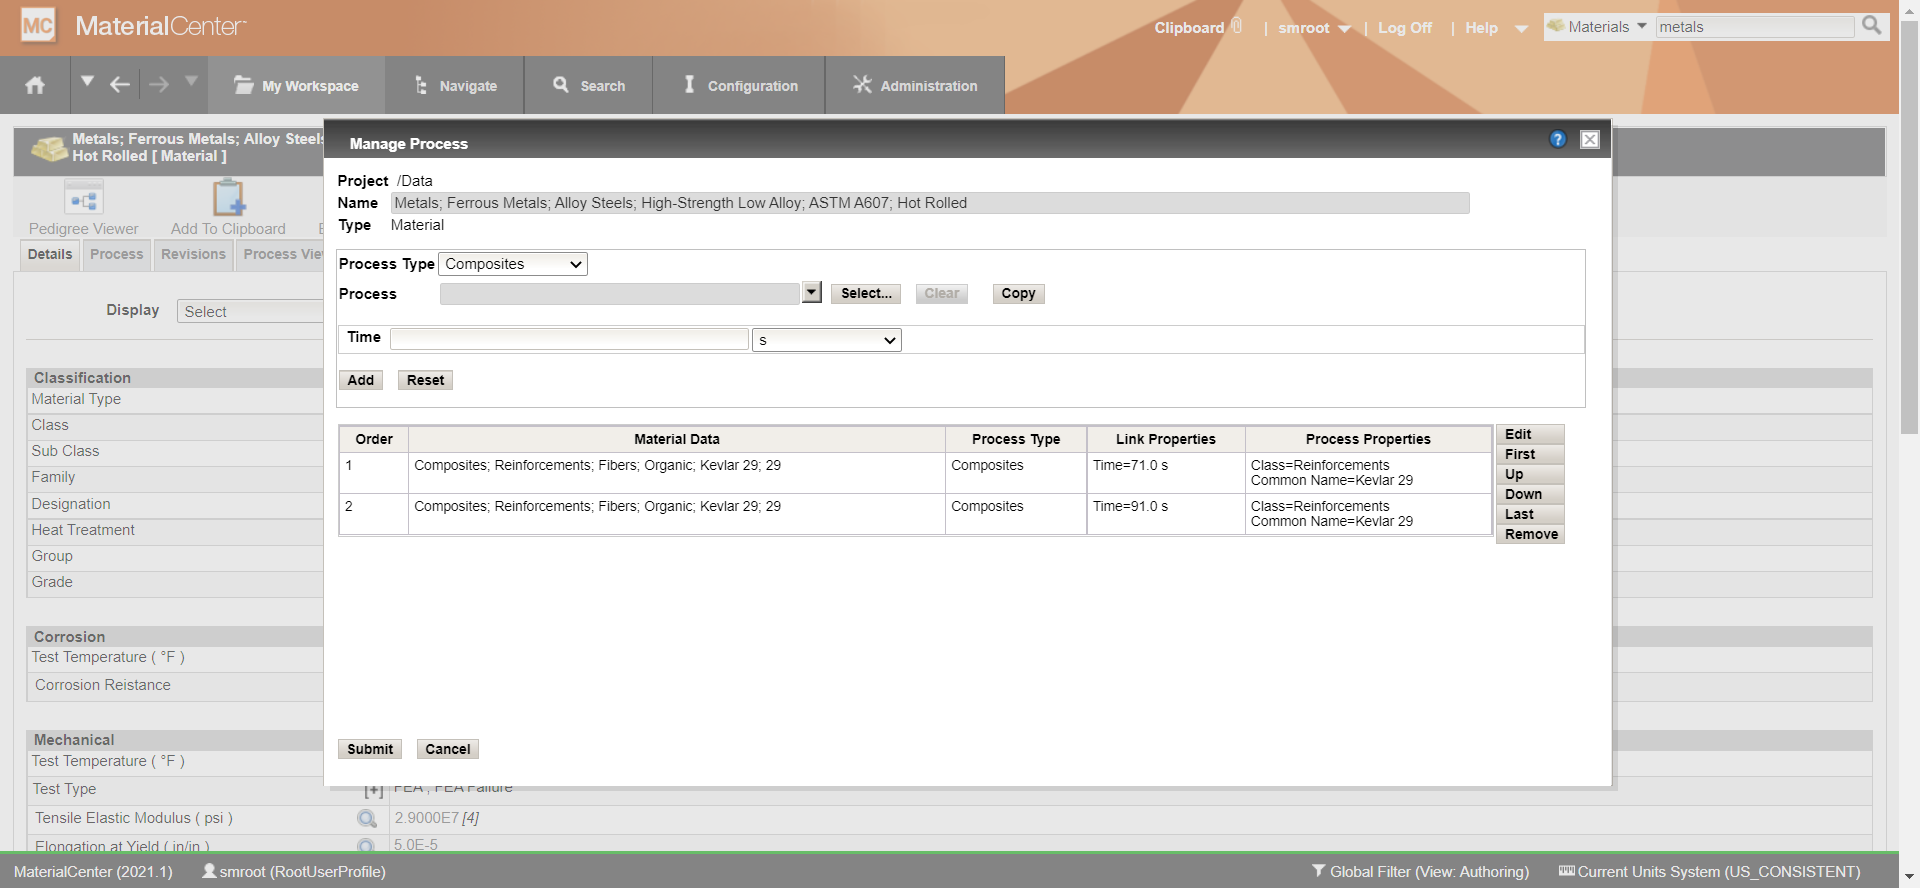 MC MaterialCenter
Clipboard | smroot | Log Off | Help Materials metals
My Workspace Navigate Search Configuration Administration
Metals; Ferrous Metals; Alloy Steels
Hot Rolled [ Material ]
Pedigree Viewer Add To Clipboard
Details Process Revisions Process Vie
Display Select
Classification
Material Type
Class
Sub Class
Family
Designation
Heat Treatment
Group
Grade
Corrosion
Test Temperature ( °F )
Corrosion Reistance
Mechanical
Test Temperature ( °F )
Test Type [+] FEA , FEA Failure
Tensile Elastic Modulus ( psi ) 2.9000E7 [4]
Elongation at Yield ( in/in ) 5.0E-5
Manage Process ?
Project /Data
Name Metals; Ferrous Metals; Alloy Steels; High-Strength Low Alloy; ASTM A607; Hot Rolled
Type Material
Process Type Composites
Process Select... Clear Copy
Time s
Add Reset
Order Material Data Process Type Link Properties Process Properties
1 Composites; Reinforcements; Fibers; Organic; Kevlar 29; 29 Composites Time=71.0 s Class=Reinforcements
Common Name=Kevlar 29
2 Composites; Reinforcements; Fibers; Organic; Kevlar 29; 29 Composites Time=91.0 s Class=Reinforcements
Common Name=Kevlar 29
Edit
First
Up
Down
Last
Remove
Submit Cancel
MaterialCenter (2021.1) smroot (RootUserProfile) Global Filter (View: Authoring) Current Units System (US_CONSISTENT)